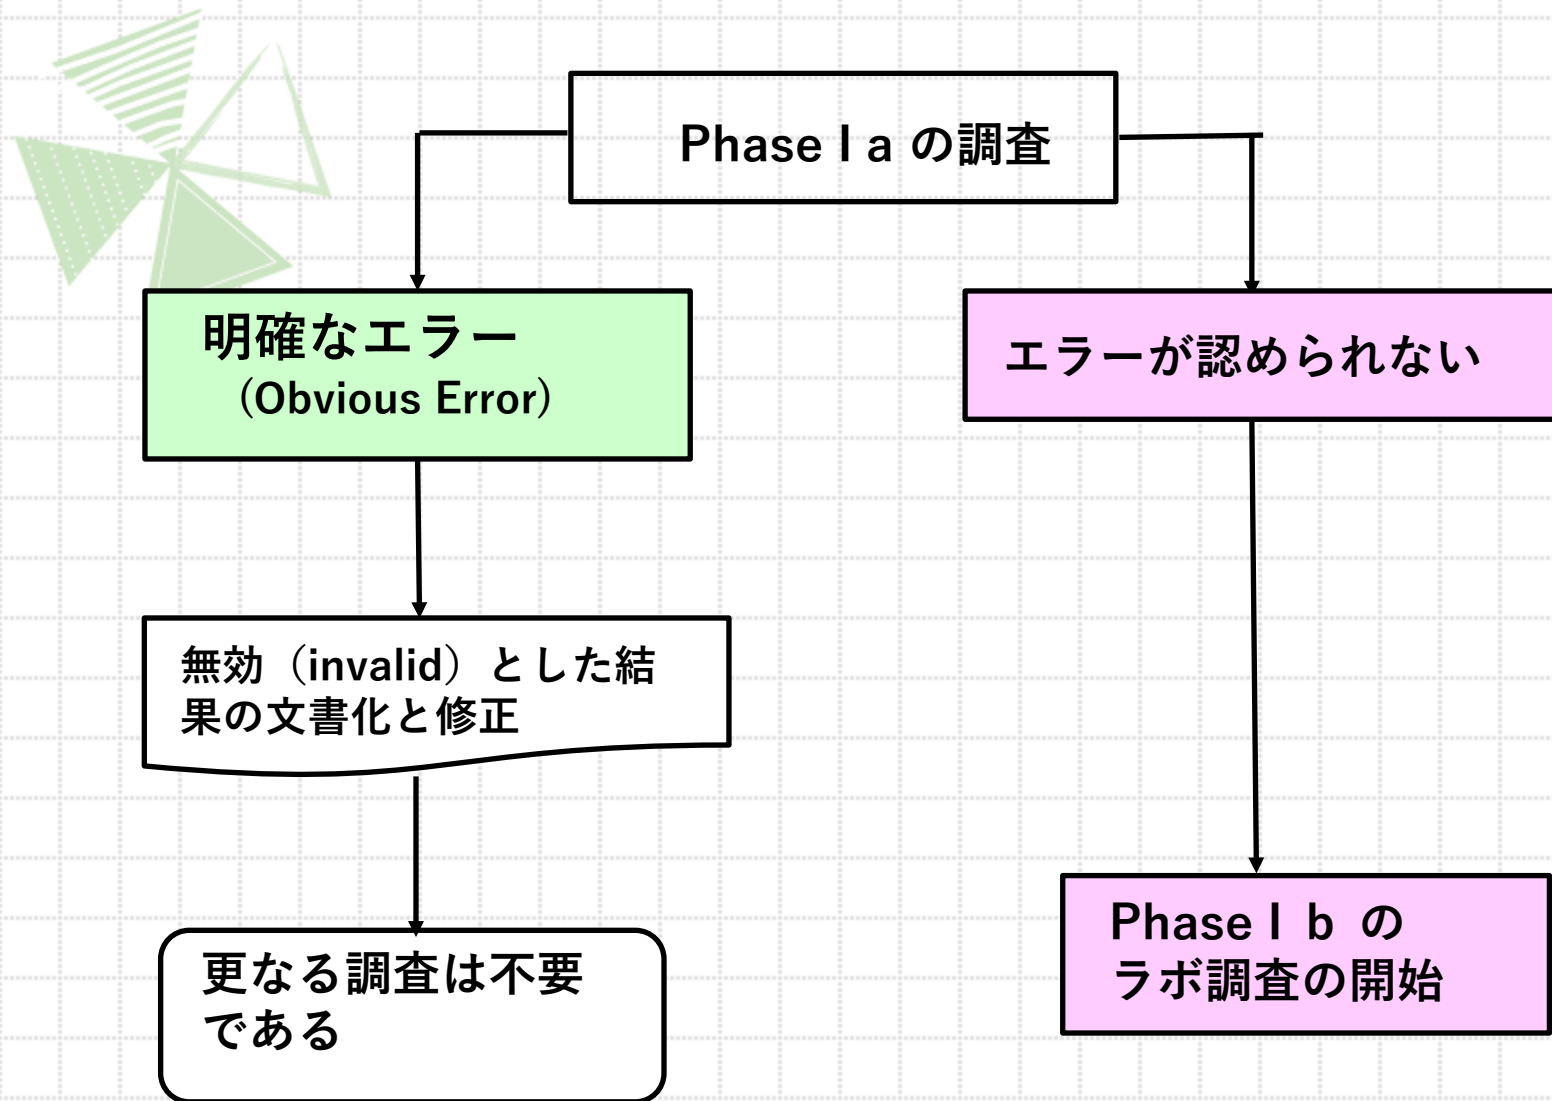 Phase Ⅰ a の調査
明確なエラー
（Obvious Error）
エラーが認められない
無効（invalid）とした結
果の文書化と修正
更なる調査は不要
である
Phase Ⅰ b の
ラボ調査の開始